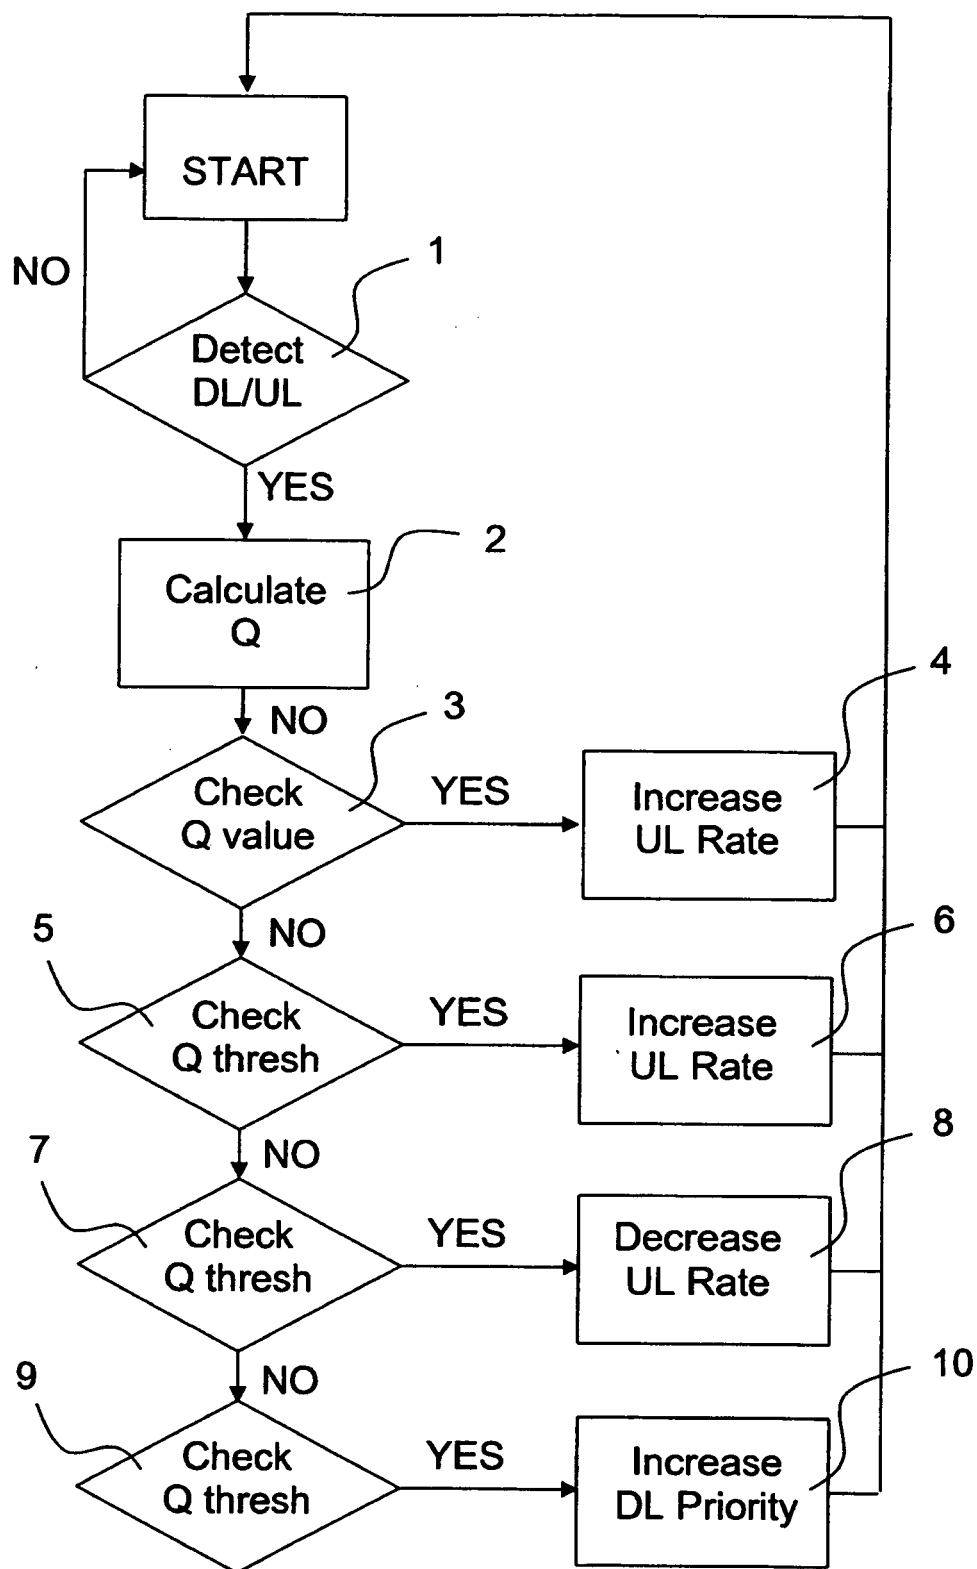 START
NO
1
Detect
DL/UL
YES
2
Calculate
Q
NO
3
4
Check
Q value
YES
Increase
UL Rate
NO
5
6
Check
Q thresh
YES
Increase
UL Rate
NO
7
8
Check
Q thresh
YES
Decrease
UL Rate
NO
9
10
Check
Q thresh
YES
Increase
DL Priority